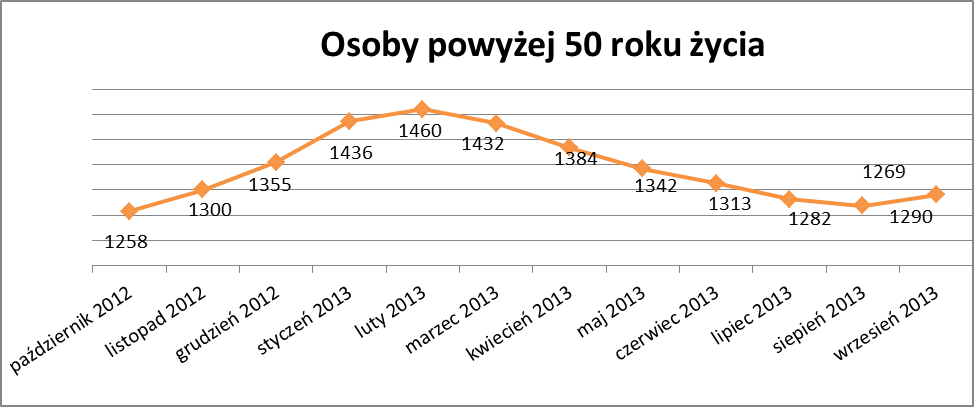 Osoby powyżej 50 roku życia
1258
1300
1355
1436
1460
1432
1384
1342
1313
1282
1269
1290
październik 2012
listopad 2012
grudzień 2012
styczeń 2013
luty 2013
marzec 2013
kwiecień 2013
maj 2013
czerwiec 2013
lipiec 2013
siepień 2013
wrzesień 2013